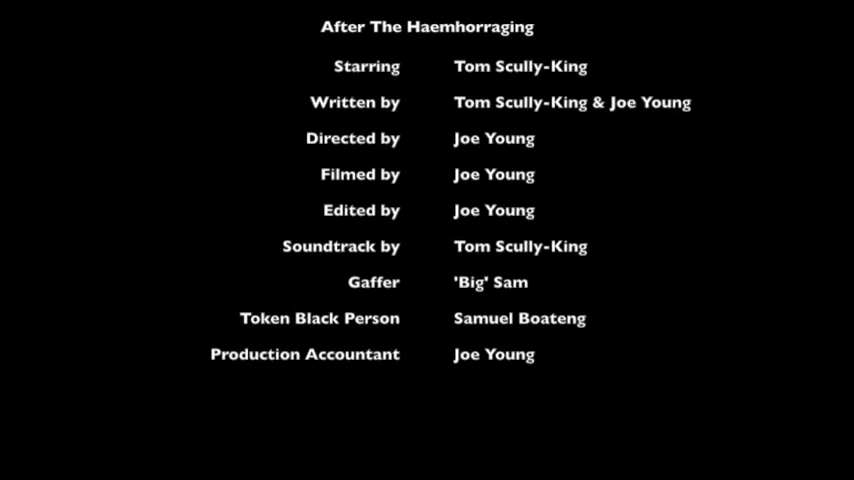 After The Haemhorraging
Starring Tom Scully-King
Written by Tom Scully-King & Joe Young
Directed by Joe Young
Filmed by Joe Young
Edited by Joe Young
Soundtrack by Tom Scully-King
Gaffer 'Big' Sam
Token Black Person Samuel Boateng
Production Accountant Joe Young